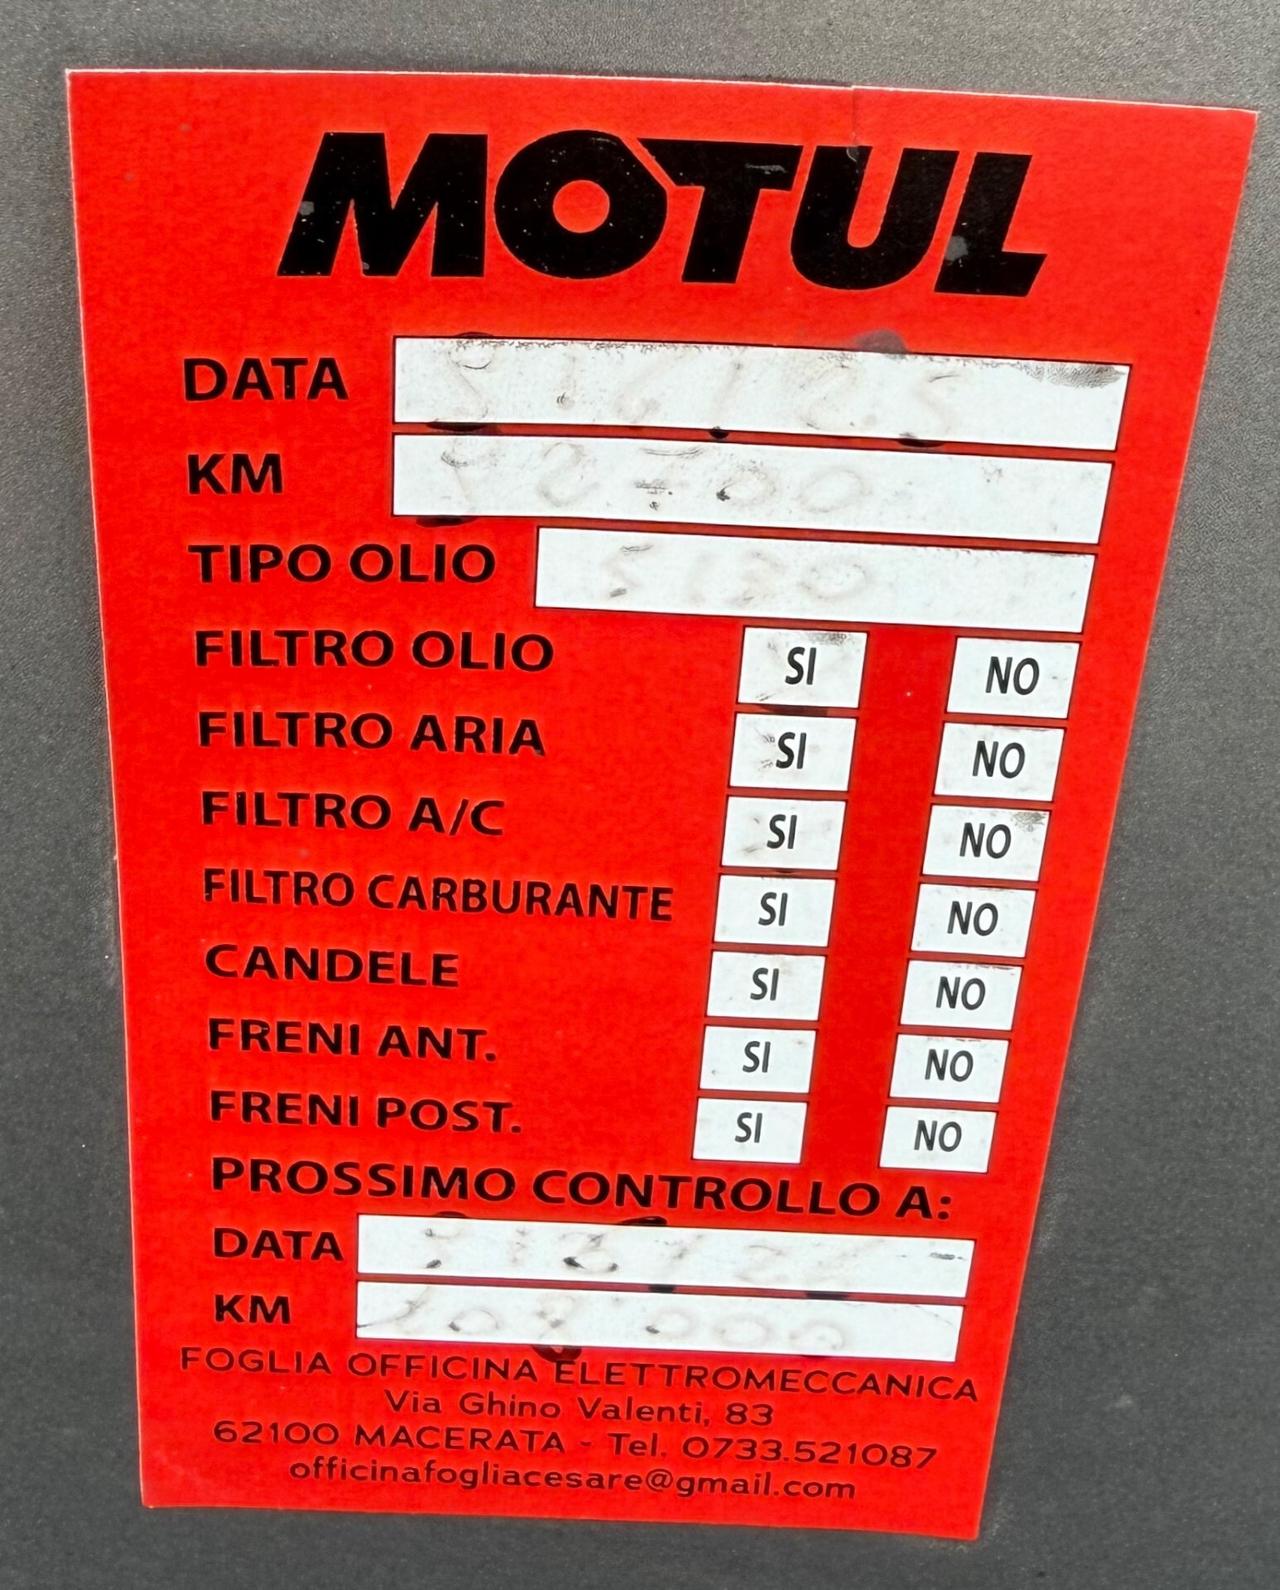 MOTUL
DATA
KM
TIPO OLIO 5/30
FILTRO OLIO SI NO
FILTRO ARIA SI NO
FILTRO A/C SI NO
FILTRO CARBURANTE SI NO
CANDELE SI NO
FRENI ANT. SI NO
FRENI POST. SI NO
PROSSIMO CONTROLLO A:
DATA
KM
FOGLIA OFFICINA ELETTROMECCANICA
Via Ghino Valenti, 83
62100 MACERATA - Tel. 0733.521087
officinafogliacesare@gmail.com